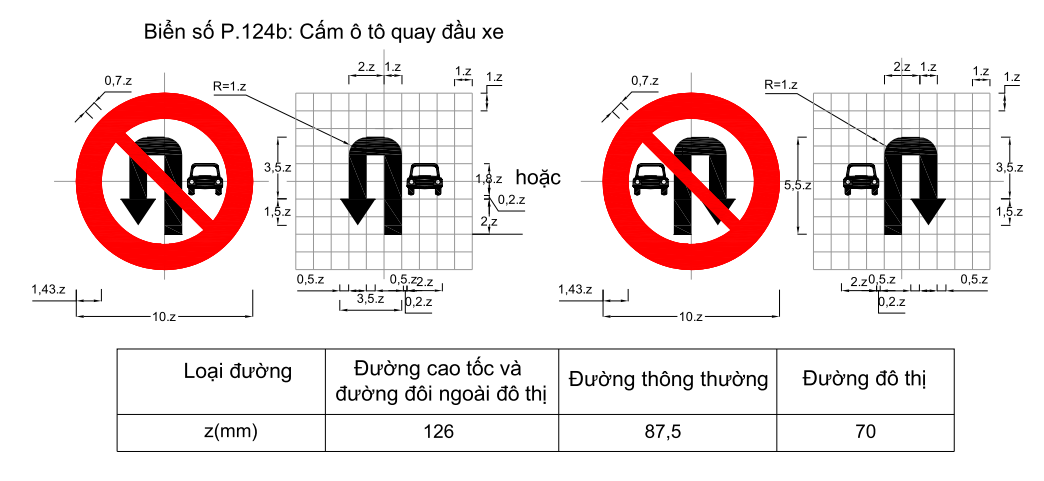 Biển số P.124b: Cấm ô tô quay đầu xe
2.z 1.z
1.z
1.z
0,7.z
R=1.z
3,5.z
1,5.z
1,8.z
0,2.z
2.z
0,5.z
0,5.z
2.z
3,5.z
0,2.z
1,43.z
10.z
hoặc
2.z 1.z
1.z
1.z
0,7.z
R=1.z
5,5.z
3,5.z
1,5.z
2.z
0,5.z
0,5.z
0,2.z
1,43.z
10.z
Loại đường
Đường cao tốc và
đường đôi ngoài đô thị
Đường thông thường
Đường đô thị
z(mm)
126
87,5
70